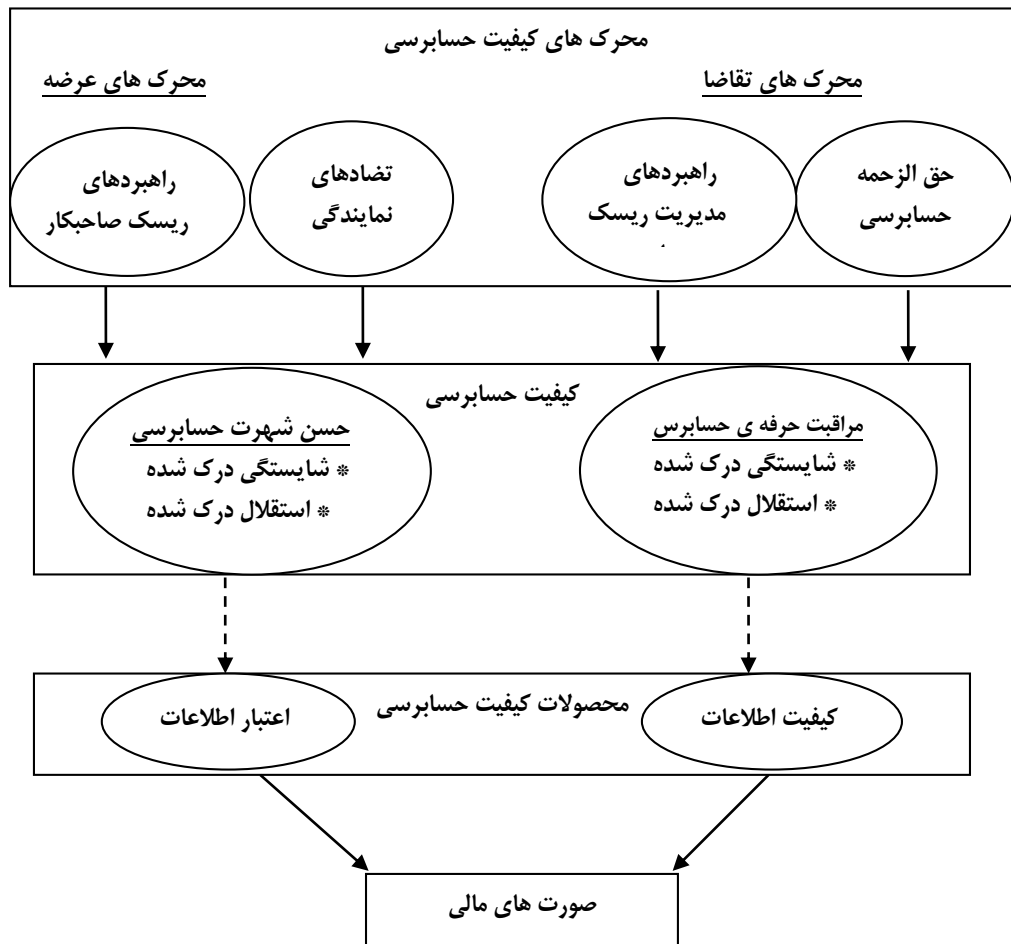 محرک های کیفیت حسابرسی
محرک های تقاضا
محرک های عرضه
حق الزحمه
حسابرسی
راهبردهای
مدیریت ریسک
تضادهای
نمایندگی
راهبردهای
ریسک صاحبکار
کیفیت حسابرسی
مراقبت حرفه ی حسابرس
* شایستگی درک شده
* استقلال درک شده
حسن شهرت حسابرسی
* شایستگی درک شده
* استقلال درک شده
محصولات کیفیت حسابرسی
کیفیت اطلاعات
اعتبار اطلاعات
صورت های مالی